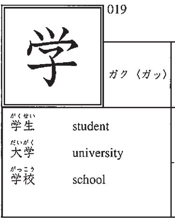 019
学
ガク〈ガッ〉
がくせい
学生 student
だいがく
大学 university
がっこう
学校 school